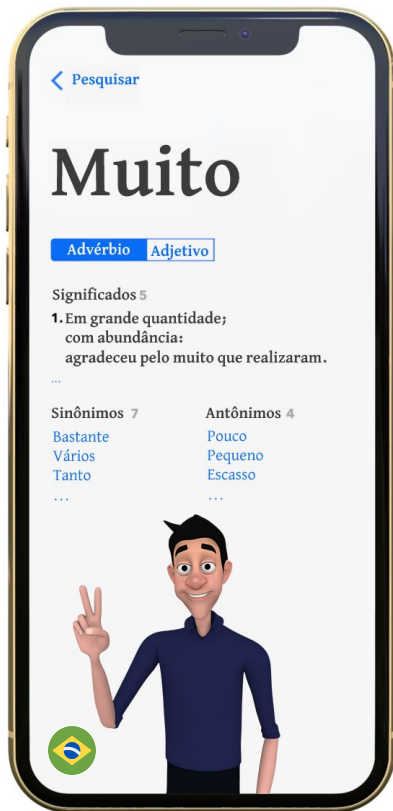 Pesquisar
Muito
Advérbio Adjetivo
Significados 5
1. Em grande quantidade;
com abundância:
agradeceu pelo muito que realizaram.
...
Sinônimos 7
Bastante
Vários
Tanto
...
Antônimos 4
Pouco
Pequeno
Escasso
...